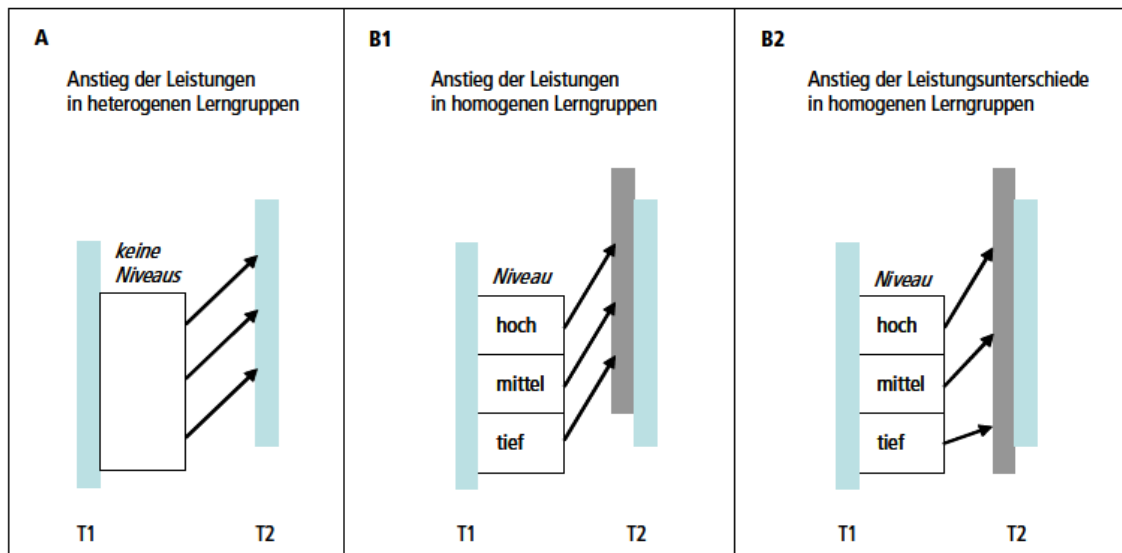 A
Anstieg der Leistungen
in heterogenen Lerngruppen
keine
Niveaus
T1
T2
B1
Anstieg der Leistungen
in homogenen Lerngruppen
Niveau
hoch
mittel
tief
T1
T2
B2
Anstieg der Leistungsunterschiede
in homogenen Lerngruppen
Niveau
hoch
mittel
tief
T1
T2